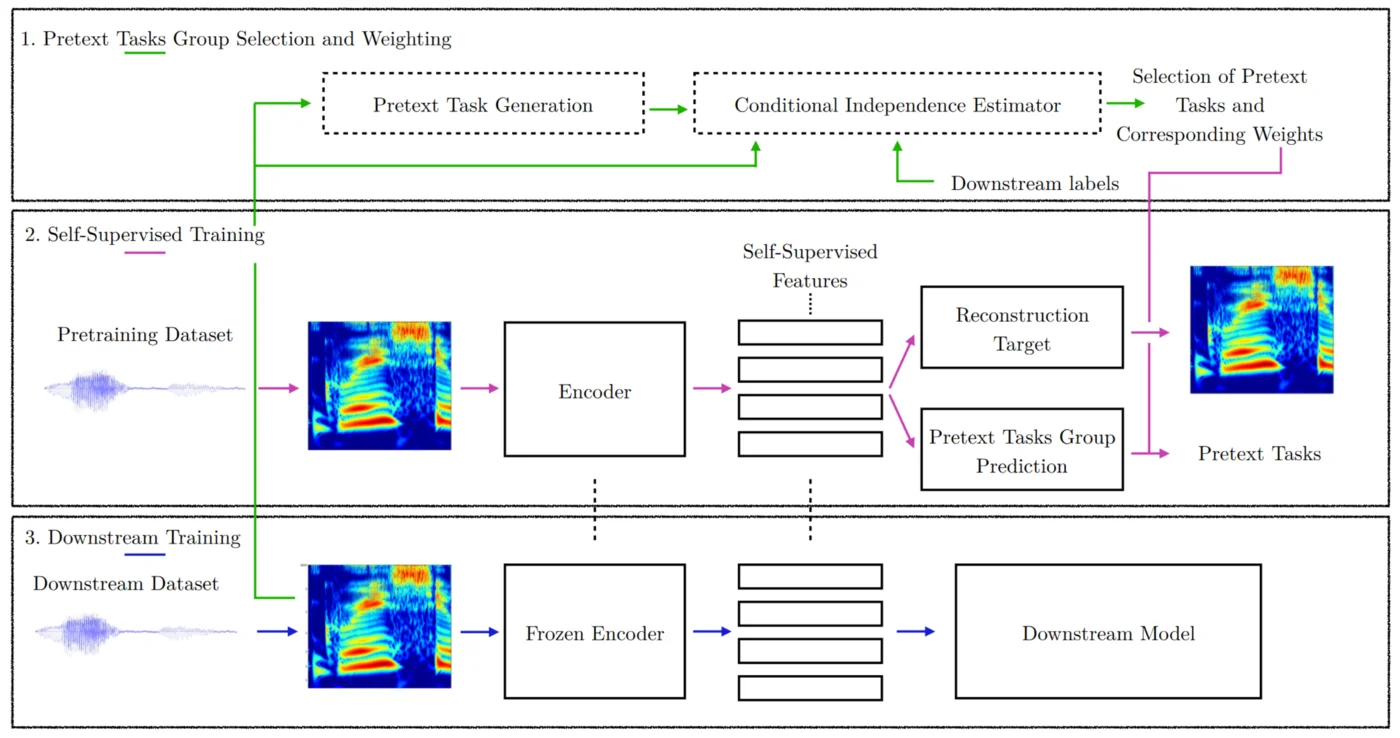 1. Pretext Tasks Group Selection and Weighting
Pretext Task Generation
Conditional Independence Estimator
Selection of Pretext
Tasks and
Corresponding Weights
Downstream labels
2. Self-Supervised Training
Pretraining Dataset
Encoder
Self-Supervised
Features
Reconstruction
Target
Pretext Tasks Group
Prediction
Pretext Tasks
3. Downstream Training
Downstream Dataset
Frozen Encoder
Downstream Model